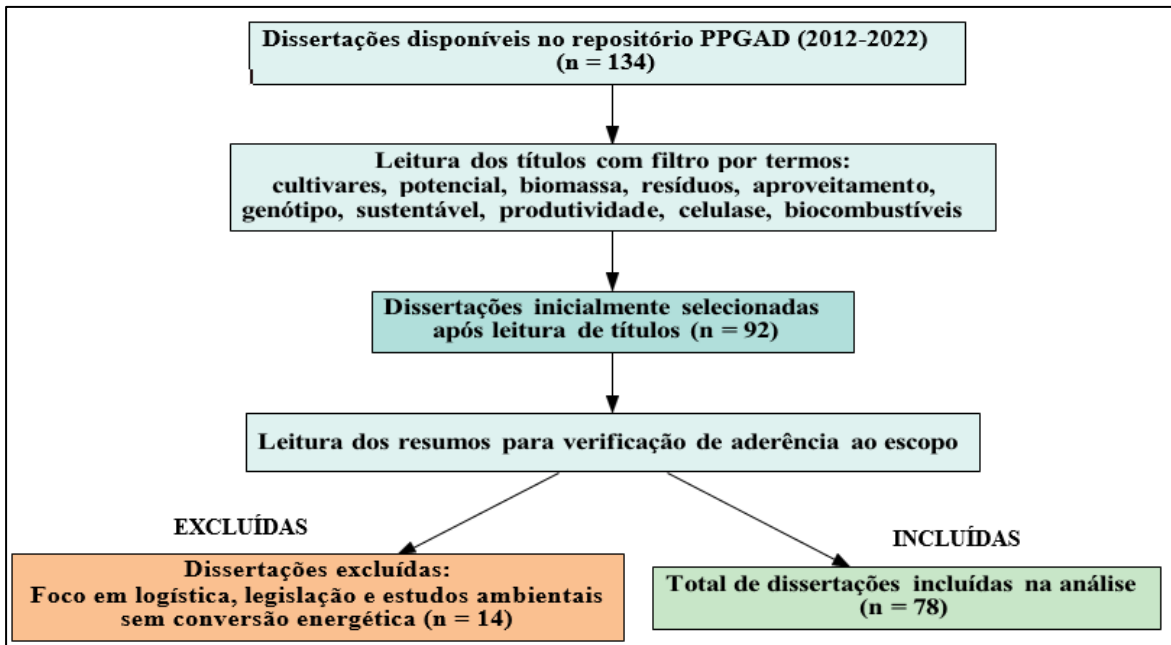 Dissertações disponíveis no repositório PPGAD (2012-2022)
(n = 134)
Leitura dos títulos com filtro por termos:
cultivares, potencial, biomassa, resíduos, aproveitamento,
genótipo, sustentável, produtividade, celulase, biocombustíveis
Dissertações inicialmente selecionadas
após leitura de títulos (n = 92)
Leitura dos resumos para verificação de aderência ao escopo
EXCLUÍDAS
INCLUÍDAS
Dissertações excluídas:
Foco em logística, legislação e estudos ambientais
sem conversão energética (n = 14)
Total de dissertações incluídas na análise
(n = 78)